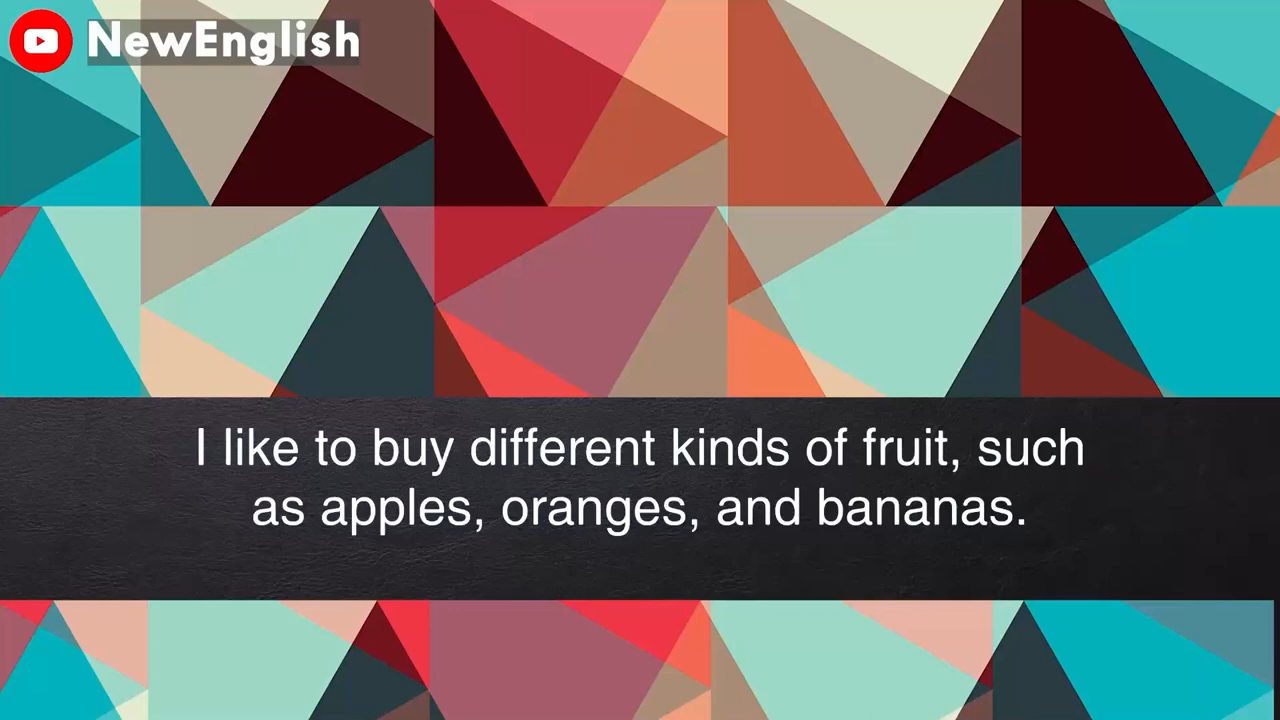 NewEnglish
I like to buy different kinds of fruit, such
as apples, oranges, and bananas.